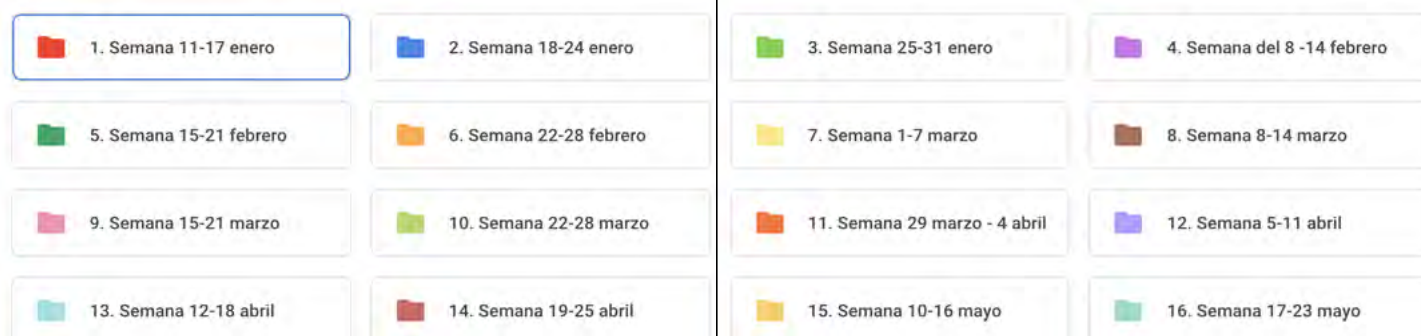 1. Semana 11-17 enero
2. Semana 18-24 enero
3. Semana 25-31 enero
4. Semana del 8 -14 febrero
5. Semana 15-21 febrero
6. Semana 22-28 febrero
7. Semana 1-7 marzo
8. Semana 8-14 marzo
9. Semana 15-21 marzo
10. Semana 22-28 marzo
11. Semana 29 marzo - 4 abril
12. Semana 5-11 abril
13. Semana 12-18 abril
14. Semana 19-25 abril
15. Semana 10-16 mayo
16. Semana 17-23 mayo